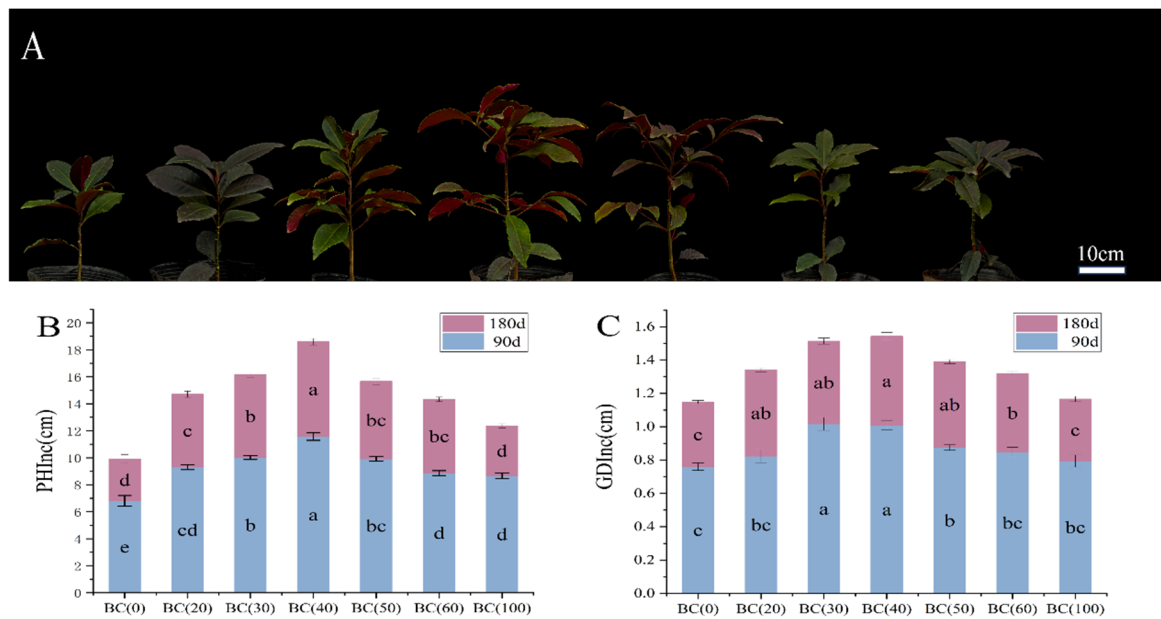 A
10cm
B
180d
90d
PHInc(cm)
20
18
16
14
12
10
8
6
4
2
0
d
c
b
a
bc
bc
d
e
cd
b
a
bc
d
d
BC(0) BC(20) BC(30) BC(40) BC(50) BC(60) BC(100)
C
180d
90d
GDInc(cm)
1.6
1.4
1.2
1.0
0.8
0.6
0.4
0.2
0.0
c
ab
ab
a
ab
b
c
c
bc
a
a
b
bc
bc
BC(0) BC(20) BC(30) BC(40) BC(50) BC(60) BC(100)